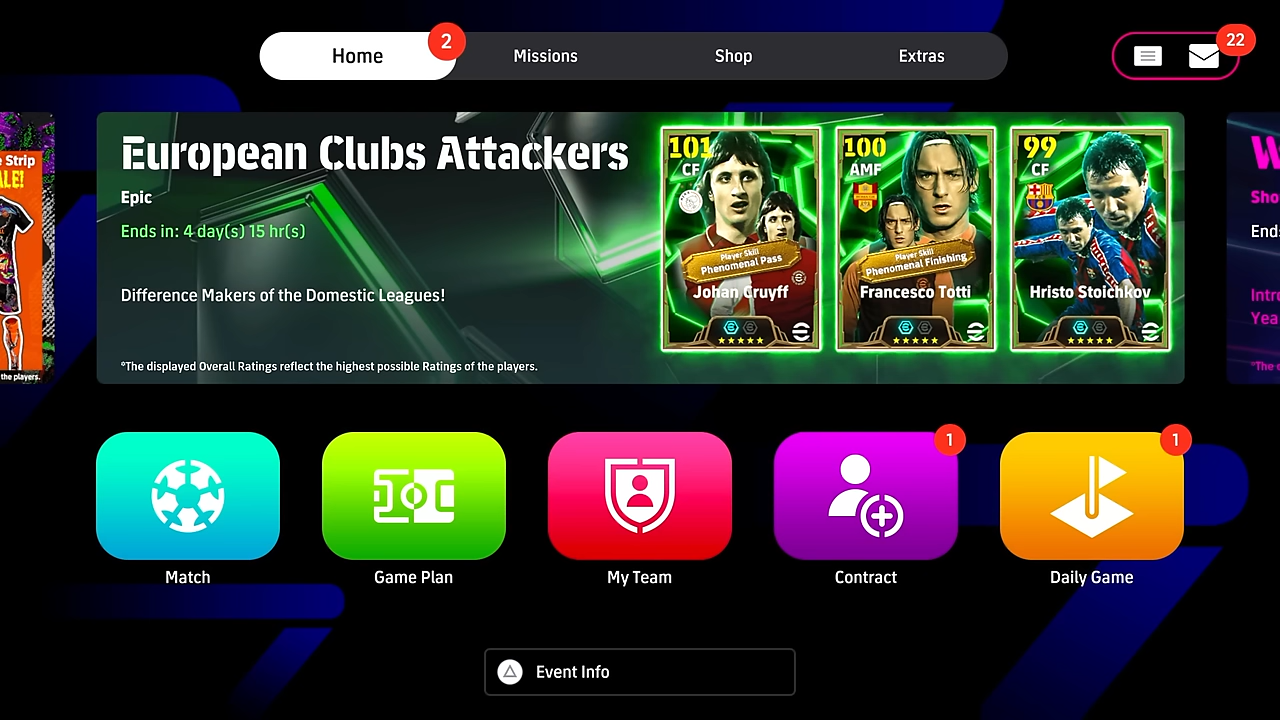 Home
2
Missions
Shop
Extras
22
e Strip
ALE!
the players.
European Clubs Attackers
Epic
Ends in: 4 day(s) 15 hr(s)
Difference Makers of the Domestic Leagues!
*The displayed Overall Ratings reflect the highest possible Ratings of the players.
101
CF
Player Skill
Phenomenal Pass
Johan Cruyff
100
AMF
Player Skill
Phenomenal Finishing
Francesco Totti
99
CF
Hristo Stoichkov
W
Sho
End
Intro
Yea
*The d
1
1
Match
Game Plan
My Team
Contract
Daily Game
Event Info